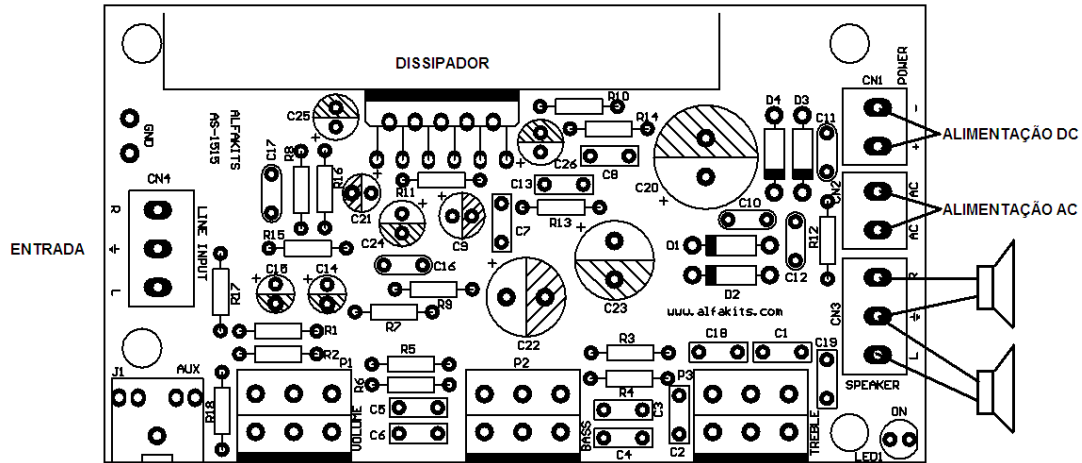 DISSIPADOR
CN1
POWER
-
+
ALIMENTAÇÃO DC
D4
D3
C11
R10
R14
C25
ALFAKITS
AS-1515
GND
C17
R8
R16
C26
C8
C20
CN4
R
L
LINE INPUT
ENTRADA
C21
R11
C13
R13
C24
C9
C7
C10
CN2
AC
AC
ALIMENTAÇÃO AC
R15
C16
D1
C12
R12
R17
C15
C14
R9
C23
D2
CN3
R
L
SPEAKER
www.alfakits.com
R7
C22
R1
R2
R5
R6
R3
R4
C18
C1
C19
J1
AUX
R18
P1
VOLUME
C5
C6
P2
BASS
C3
C4
C2
P3
TREBLE
ON
LED1